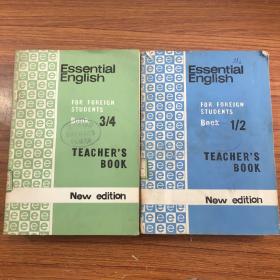 Essential
English
FOR FOREIGN
STUDENTS
Book 3/4
TEACHER'S
BOOK
New edition
Essential
English
FOR FOREIGN
STUDENTS
Book 1/2
TEACHER'S
BOOK
New edition